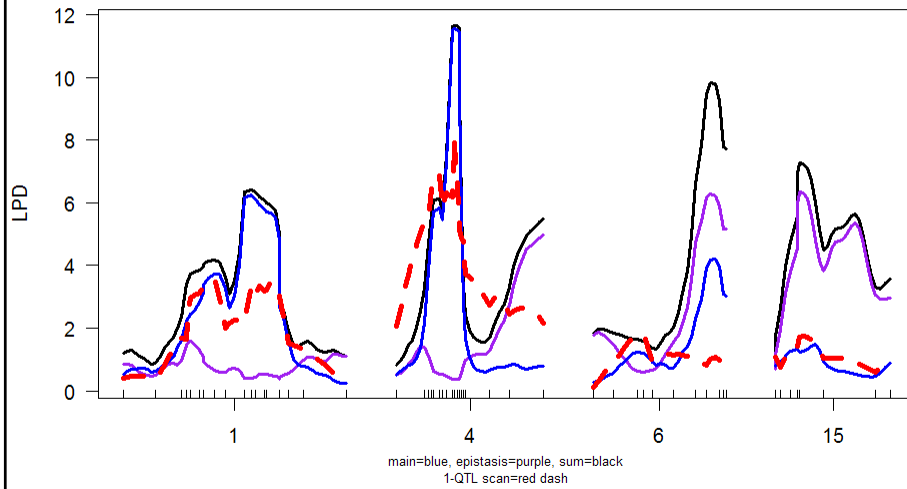 12
10
8
6
4
2
0
LPD
1 4 6 15
main=blue, epistasis=purple, sum=black
1-QTL scan=red dash